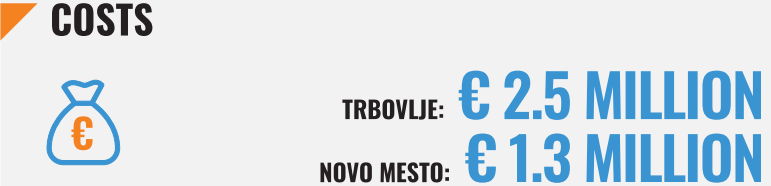 COSTS
TRBOVLJE: € 2.5 MILLION
€
NOVO MESTO: € 1.3 MILLION